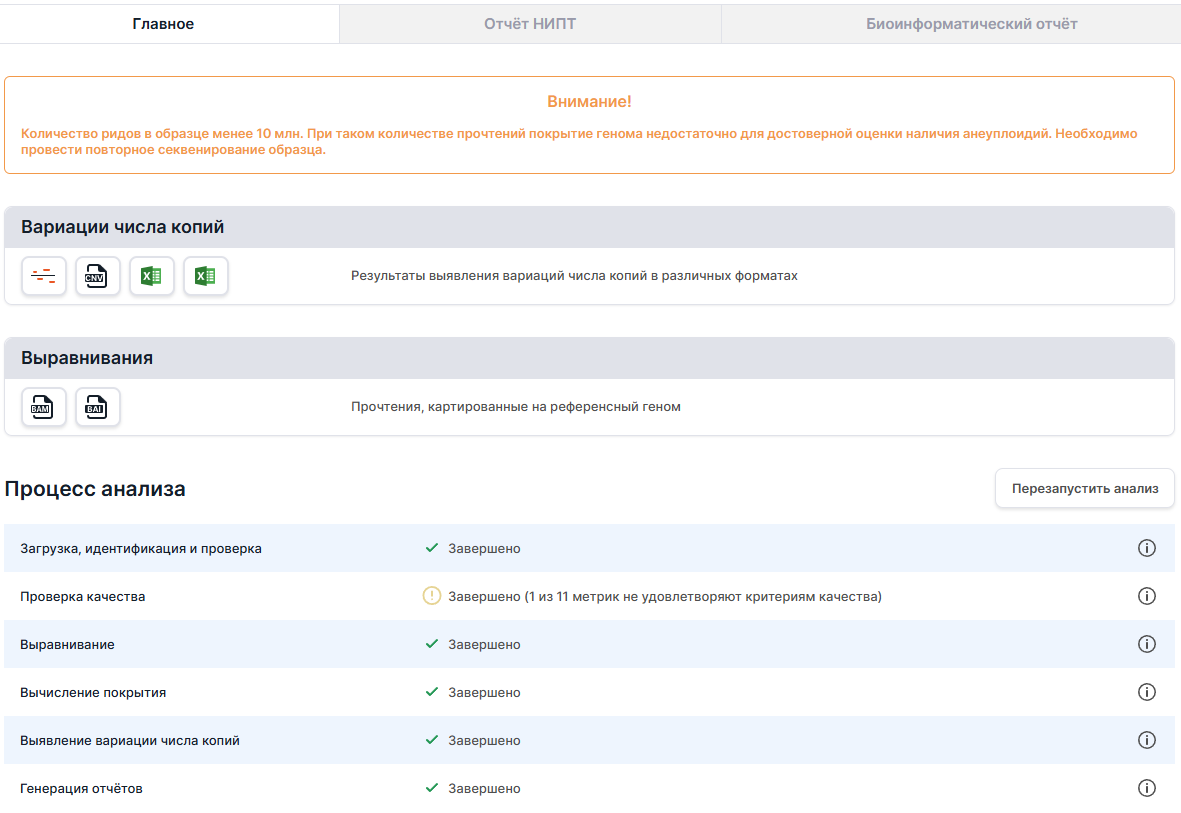 Главное
Отчёт НИПТ
Биоинформатический отчёт
Внимание!
Количество ридов в образце менее 10 млн. При таком количестве прочтений покрытие генома недостаточно для достоверной оценки наличия анеуплоидий. Необходимо
провести повторное секвенирование образца.
Вариации числа копий
CNV
X
X
Результаты выявления вариаций числа копий в различных форматах
Выравнивания
BAM
BAI
Прочтения, картированные на референсный геном
Процесс анализа
Перезапустить анализ
Загрузка, идентификация и проверка
Завершено
Проверка качества
Завершено (1 из 11 метрик не удовлетворяют критериям качества)
Выравнивание
Завершено
Вычисление покрытия
Завершено
Выявление вариации числа копий
Завершено
Генерация отчётов
Завершено